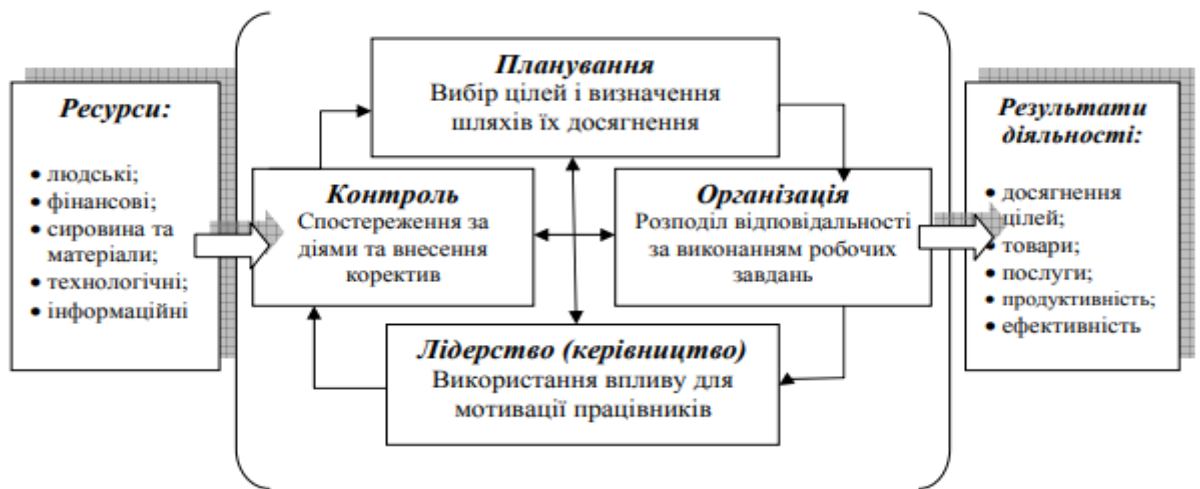 Ресурси:
• людські;
• фінансові;
• сировина та
матеріали;
• технологічні;
• інформаційні
Планування
Вибір цілей і визначення
шляхів їх досягнення
Контроль
Спостереження за
діями та внесення
коректив
Організація
Розподіл відповідальності
за виконанням робочих
завдань
Лідерство (керівництво)
Використання впливу для
мотивації працівників
Результати
діяльності:
• досягнення
цілей;
• товари;
• послуги;
• продуктивність;
• ефективність